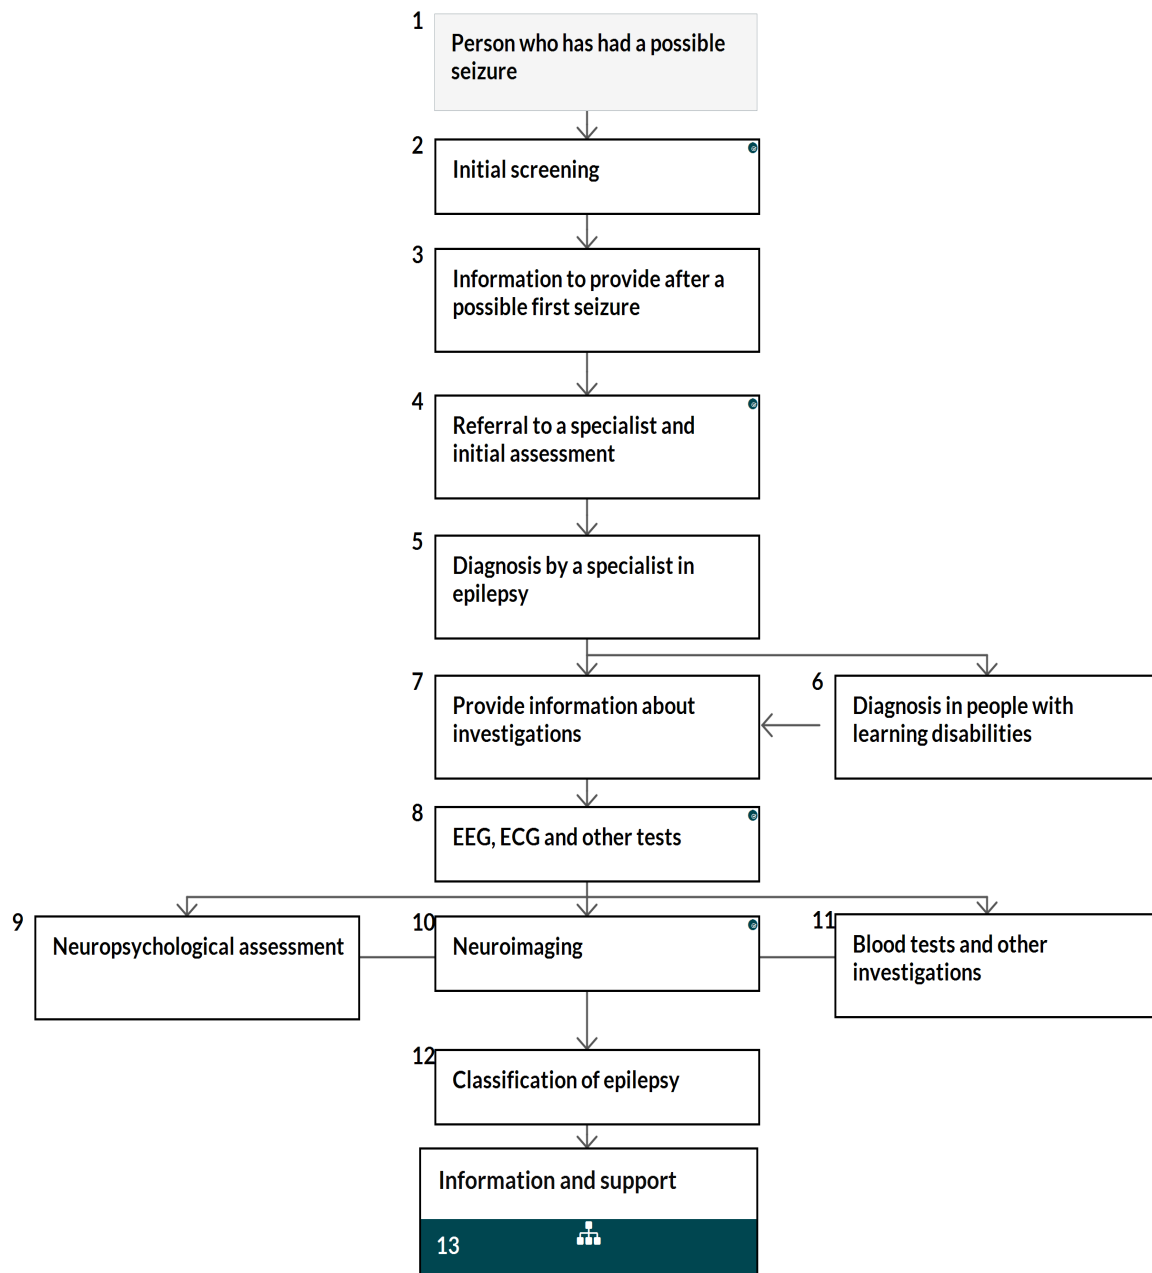 1
Person who has had a possible
seizure
2
Initial screening
3
Information to provide after a
possible first seizure
4
Referral to a specialist and
initial assessment
5
Diagnosis by a specialist in
epilepsy
7
Provide information about
investigations
6
Diagnosis in people with
learning disabilities
8
EEG, ECG and other tests
9
Neuropsychological assessment
10
Neuroimaging
11
Blood tests and other
investigations
12
Classification of epilepsy
Information and support
13